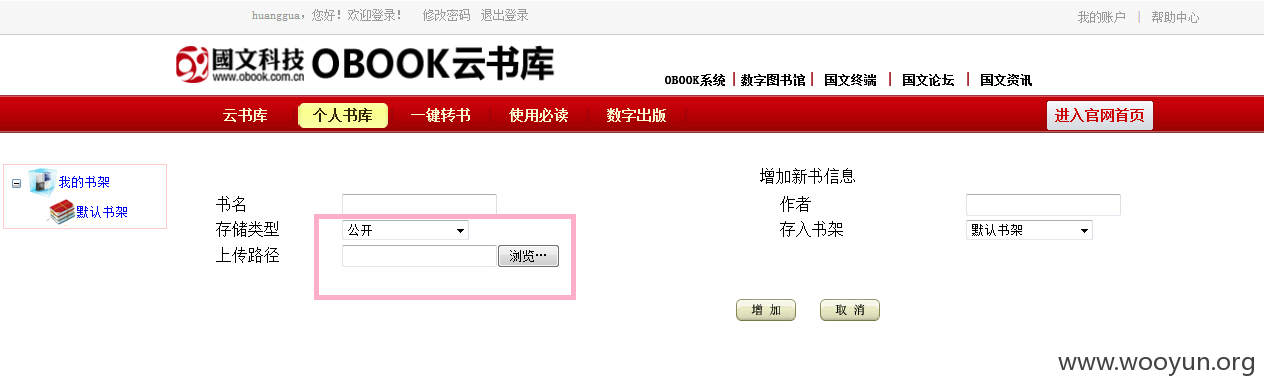 huanggua，您好！欢迎登录！ 修改密码 退出登录 我的账户 | 帮助中心
國文科技 www.obook.com.cn OBOOK云书库
OBOOK系统 | 数字图书馆 | 国文终端 | 国文论坛 | 国文资讯
云书库 个人书库 一键转书 使用必读 数字出版 进入官网首页
我的书架
默认书架
增加新书信息
书名 作者
存储类型 公开 存入书架 默认书架
上传路径 浏览…
增 加 取 消
www.wooyun.org